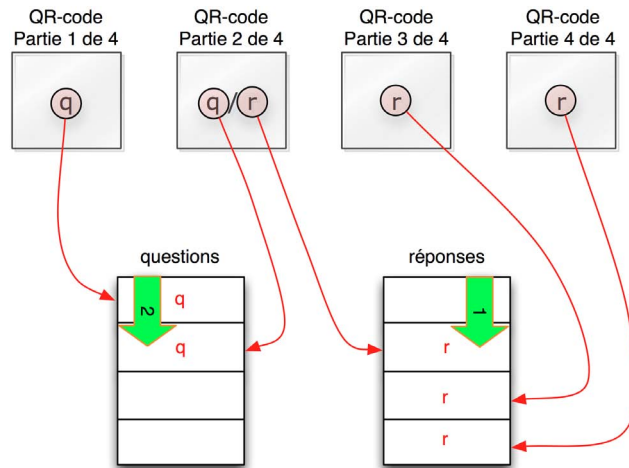 QR-code
Partie 1 de 4
QR-code
Partie 2 de 4
QR-code
Partie 3 de 4
QR-code
Partie 4 de 4
q
q/r
r
r
questions
réponses
q
2
1
q
r
r
r